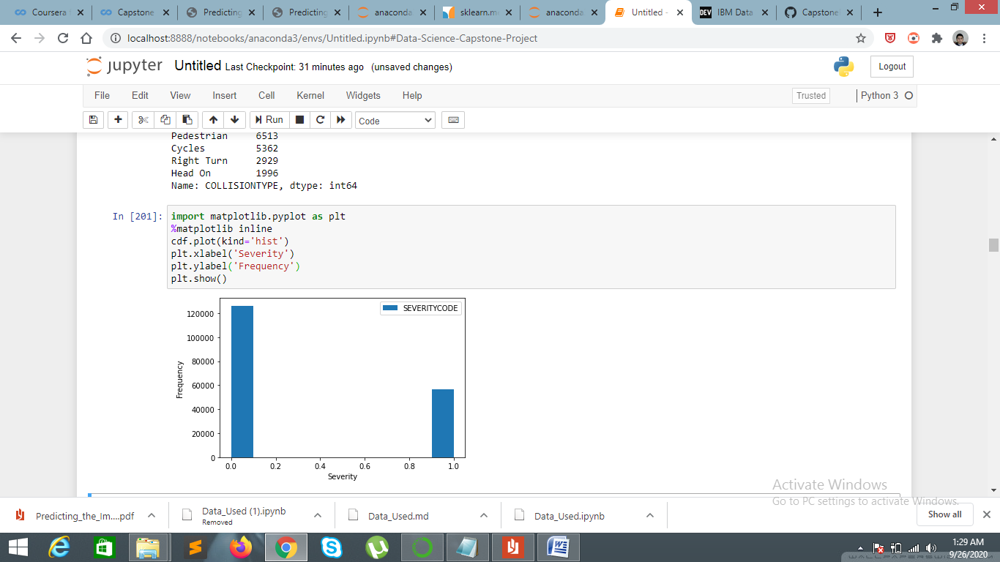 Coursera
Capstone
Predicting
Predicting
anaconda
sklearn.m
anaconda
Untitled -
DEV
IBM Data
Capstone
localhost:8888/notebooks/anaconda3/envs/Untitled.ipynb#Data-Science-Capstone-Project
jupyter Untitled Last Checkpoint: 31 minutes ago (unsaved changes)
Logout
File Edit View Insert Cell Kernel Widgets Help
Trusted
Python 3
Run
Code
Pedestrian 6513
Cycles 5362
Right Turn 2929
Head On 1996
Name: COLLISIONTYPE, dtype: int64
In [201]:
import matplotlib.pyplot as plt
%matplotlib inline
cdf.plot(kind='hist')
plt.xlabel('Severity')
plt.ylabel('Frequency')
plt.show()
SEVERITYCODE
120000
100000
80000
60000
40000
20000
0
Frequency
0.0 0.2 0.4 0.6 0.8 1.0
Severity
Activate Windows
Go to PC settings to activate Windows.
Predicting_the_Im....pdf
Data_Used (1).ipynb
Removed
Data_Used.md
Data_Used.ipynb
Show all
1:29 AM
9/26/2020